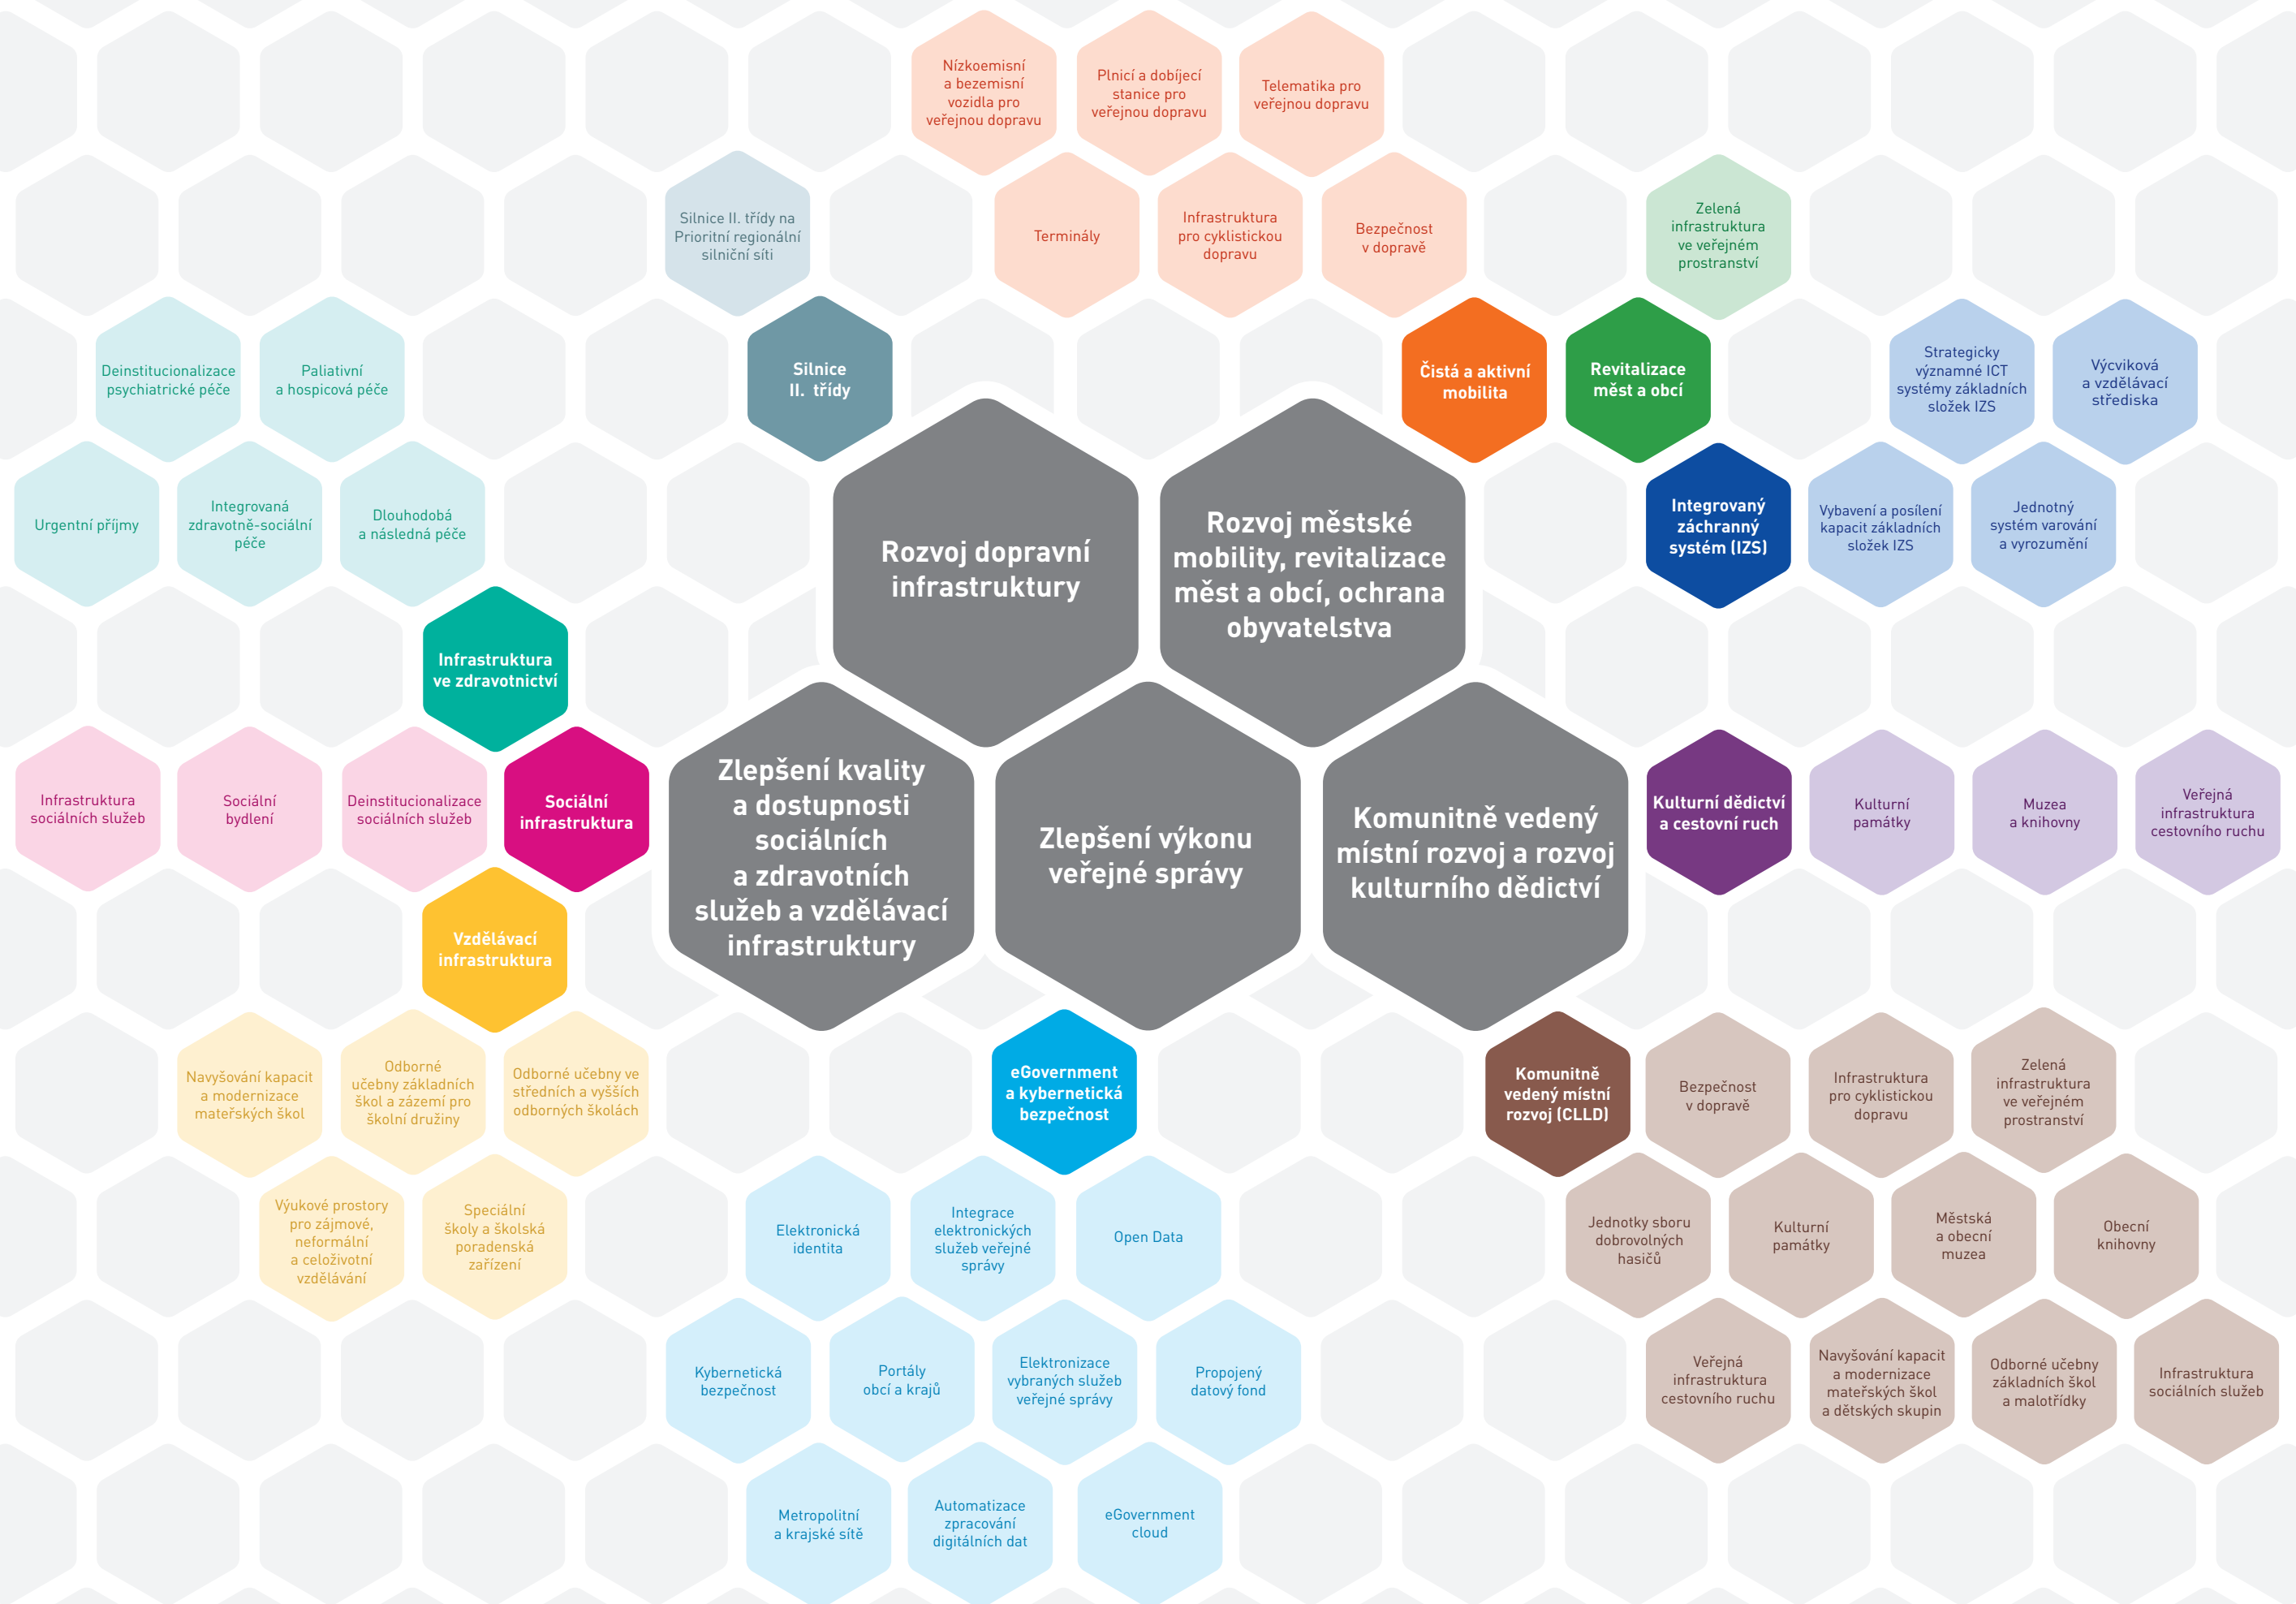 Nízkoemisní
a bezemisní
vozidla pro
veřejnou dopravu
Plnicí a dobíjecí
stanice pro
veřejnou dopravu
Telematika pro
veřejnou dopravu
Silnice II. třídy na
Prioritní regionální
silniční síti
Terminály
Infrastruktura
pro cyklistickou
dopravu
Bezpečnost
v dopravě
Zelená
infrastruktura
ve veřejném
prostranství
Deinstitucionalizace
psychiatrické péče
Paliativní
a hospicová péče
Silnice
II. třídy
Čistá a aktivní
mobilita
Revitalizace
měst a obcí
Strategicky
významné ICT
systémy základních
složek IZS
Výcviková
a vzdělávací
střediska
Urgentní příjmy
Integrovaná
zdravotně-sociální
péče
Dlouhodobá
a následná péče
Rozvoj dopravní
infrastruktury
Rozvoj městské
mobility, revitalizace
měst a obcí, ochrana
obyvatelstva
Integrovaný
záchranný
systém (IZS)
Vybavení a posílení
kapacit základních
složek IZS
Jednotný
systém varování
a vyrozumění
Infrastruktura
ve zdravotnictví
Infrastruktura
sociálních služeb
Sociální
bydlení
Deinstitucionalizace
sociálních služeb
Sociální
infrastruktura
Zlepšení kvality
a dostupnosti
sociálních
a zdravotních
služeb a vzdělávací
infrastruktury
Zlepšení výkonu
veřejné správy
Komunitně vedený
místní rozvoj a rozvoj
kulturního dědictví
Kulturní dědictví
a cestovní ruch
Kulturní
památky
Muzea
a knihovny
Veřejná
infrastruktura
cestovního ruchu
Vzdělávací
infrastruktura
Navyšování kapacit
a modernizace
mateřských škol
Odborné
učebny základních
škol a zázemí pro
školní družiny
Odborné učebny ve
středních a vyšších
odborných školách
eGovernment
a kybernetická
bezpečnost
Komunitně
vedený místní
rozvoj (CLLD)
Bezpečnost
v dopravě
Infrastruktura
pro cyklistickou
dopravu
Zelená
infrastruktura
ve veřejném
prostranství
Výukové prostory
pro zájmové,
neformální
a celoživotní
vzdělávání
Speciální
školy a školská
poradenská
zařízení
Elektronická
identita
Integrace
elektronických
služeb veřejné
správy
Open Data
Jednotky sboru
dobrovolných
hasičů
Kulturní
památky
Městská
a obecní
muzea
Obecní
knihovny
Kybernetická
bezpečnost
Portály
obcí a krajů
Elektronizace
vybraných služeb
veřejné správy
Propojený
datový fond
Veřejná
infrastruktura
cestovního ruchu
Navyšování kapacit
a modernizace
mateřských škol
a dětských skupin
Odborné učebny
základních škol
a malotřídky
Infrastruktura
sociálních služeb
Metropolitní
a krajské sítě
Automatizace
zpracování
digitálních dat
eGovernment
cloud